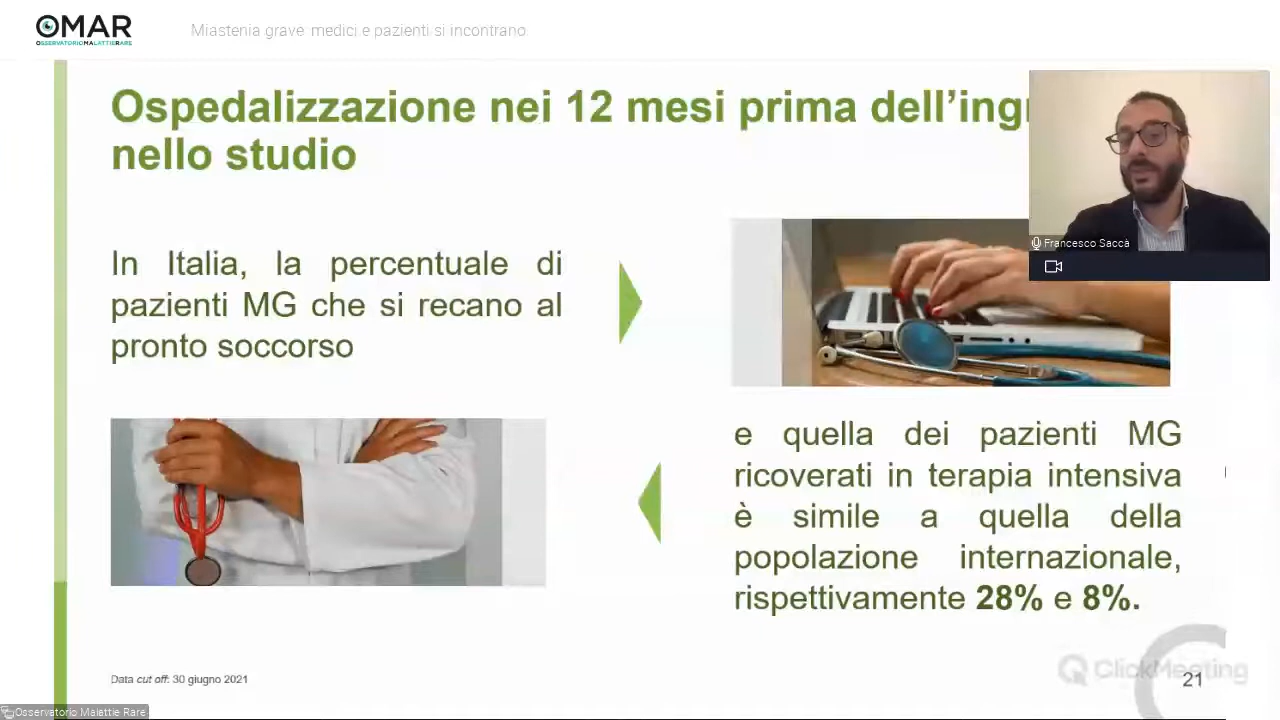 OMAR
OSSERVATORIOMALATTIERARE
Miastenia grave: medici e pazienti si incontrano
Ospedalizzazione nei 12 mesi prima dell’ingr
nello studio
Francesco Saccà
In Italia, la percentuale di
pazienti MG che si recano al
pronto soccorso
e quella dei pazienti MG
ricoverati in terapia intensiva
è simile a quella della
popolazione internazionale,
rispettivamente 28% e 8%.
Data cut off: 30 giugno 2021
ClickMeeting
21
Osservatorio Malattie Rare